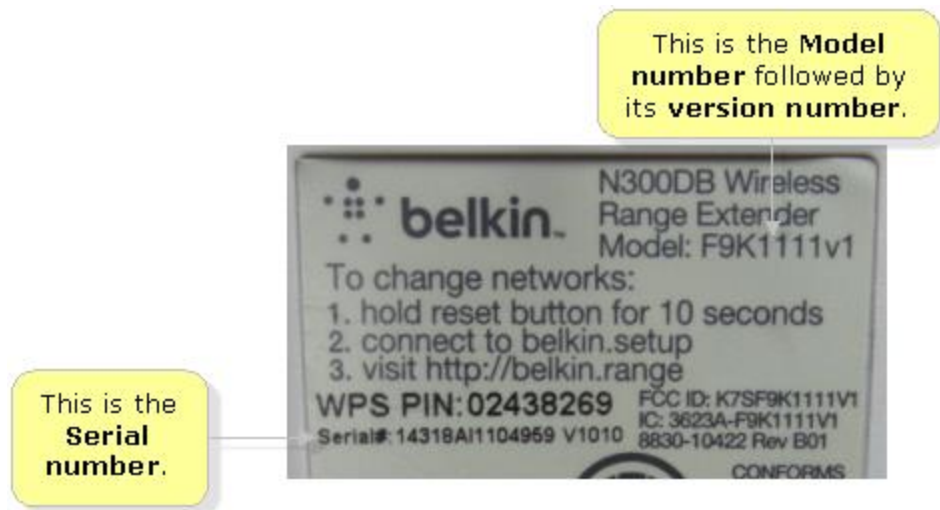 This is the Model
number followed by
its version number.
belkin™
N300DB Wireless
Range Extender
Model: F9K1111v1
To change networks:
1. hold reset button for 10 seconds
2. connect to belkin.setup
3. visit http://belkin.range
WPS PIN:02438269
Serial#:14318AI1104959 V1010
FCC ID: K7SF9K1111V1
IC: 3623A-F9K1111V1
8830-10422 Rev B01
CONFORMS
This is the
Serial
number.